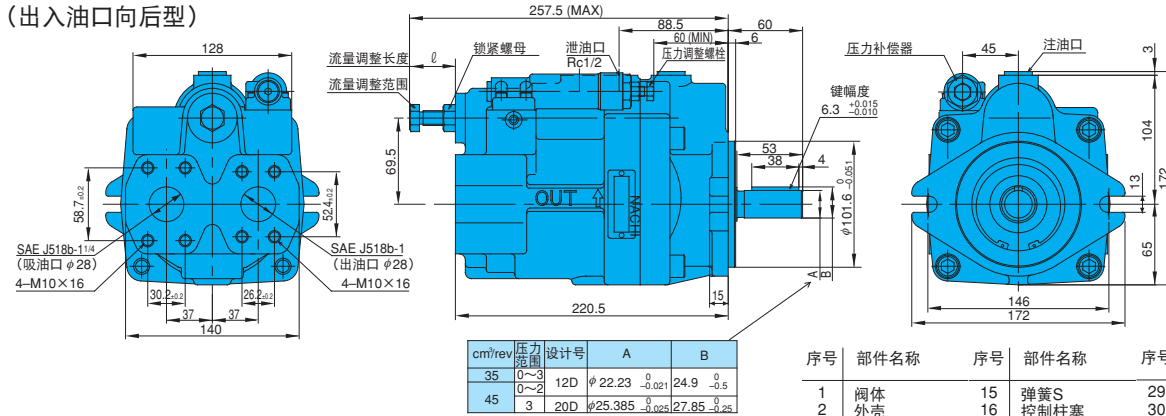 （出入油口向后型）
128
58.7±0.2
52.4±0.2
SAE J518b-1 1/4
（吸油口 φ28）
4–M10×16
SAE J518b-1
（出油口 φ28）
4–M10×16
30.2±0.2
26.2±0.2
37
37
140
257.5 (MAX)
88.5
60
60 (MIN)
6
流量调整长度
ℓ
锁紧螺母
泄油口
Rc1/2
压力调整螺栓
流量调整范围
键幅度
6.3 +0.015 -0.010
69.5
53
38
4
OUT
NACHI
φ101.6 0 -0.051
A
B
15
220.5
压力补偿器
45
注油口
3
104
172
13
65
146
172
cm³/rev 压力范围 设计号 A B
35 0～3 12D φ22.23 0 -0.021 24.9 0 -0.5
45 0～2
3 20D φ25.385 0 -0.025 27.85 0 -0.25
序号 部件名称 序号 部件名称 序号
1 阀体 15 弹簧S 29
2 外壳 16 控制柱塞 30